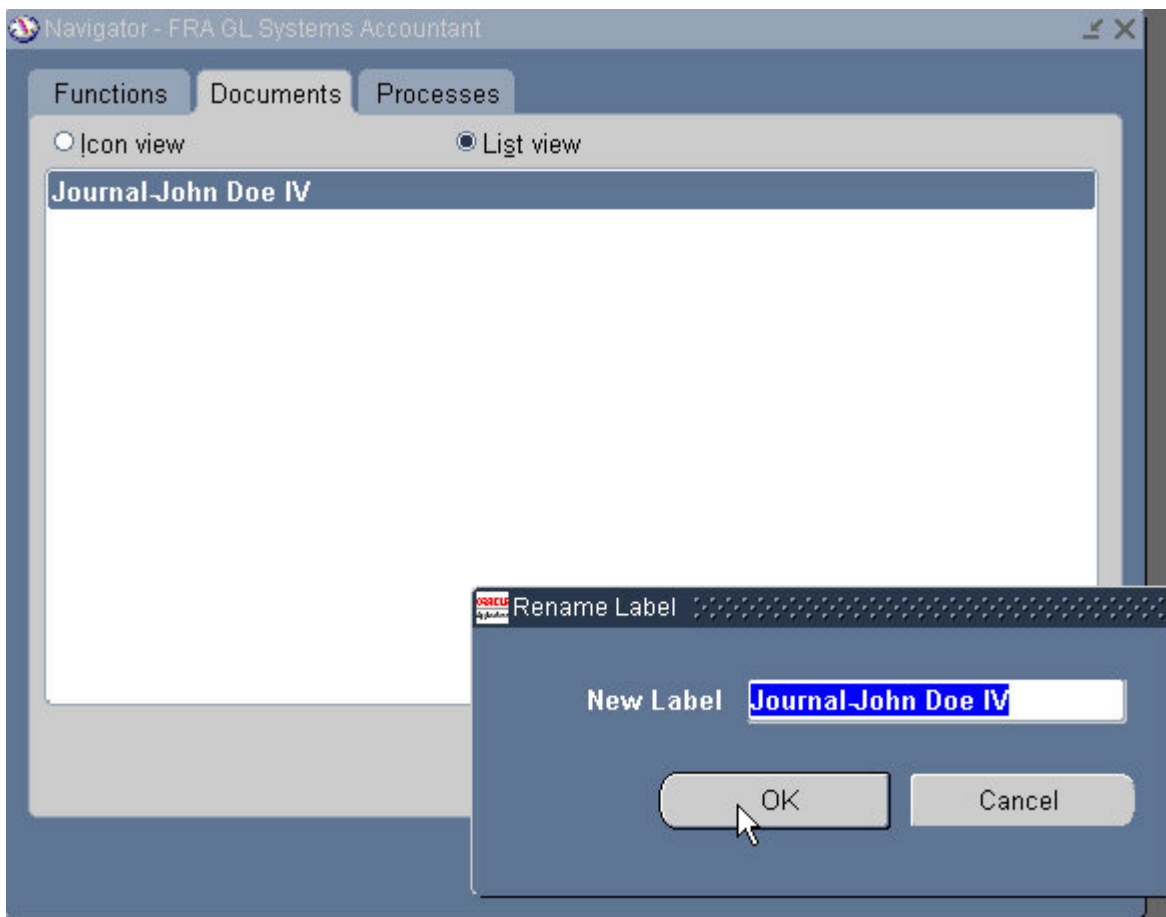 Navigator - FRA GL Systems Accountant
Functions Documents Processes
Icon view List view
Journal-John Doe IV
ORACLE
Rename Label
New Label Journal-John Doe IV
OK Cancel